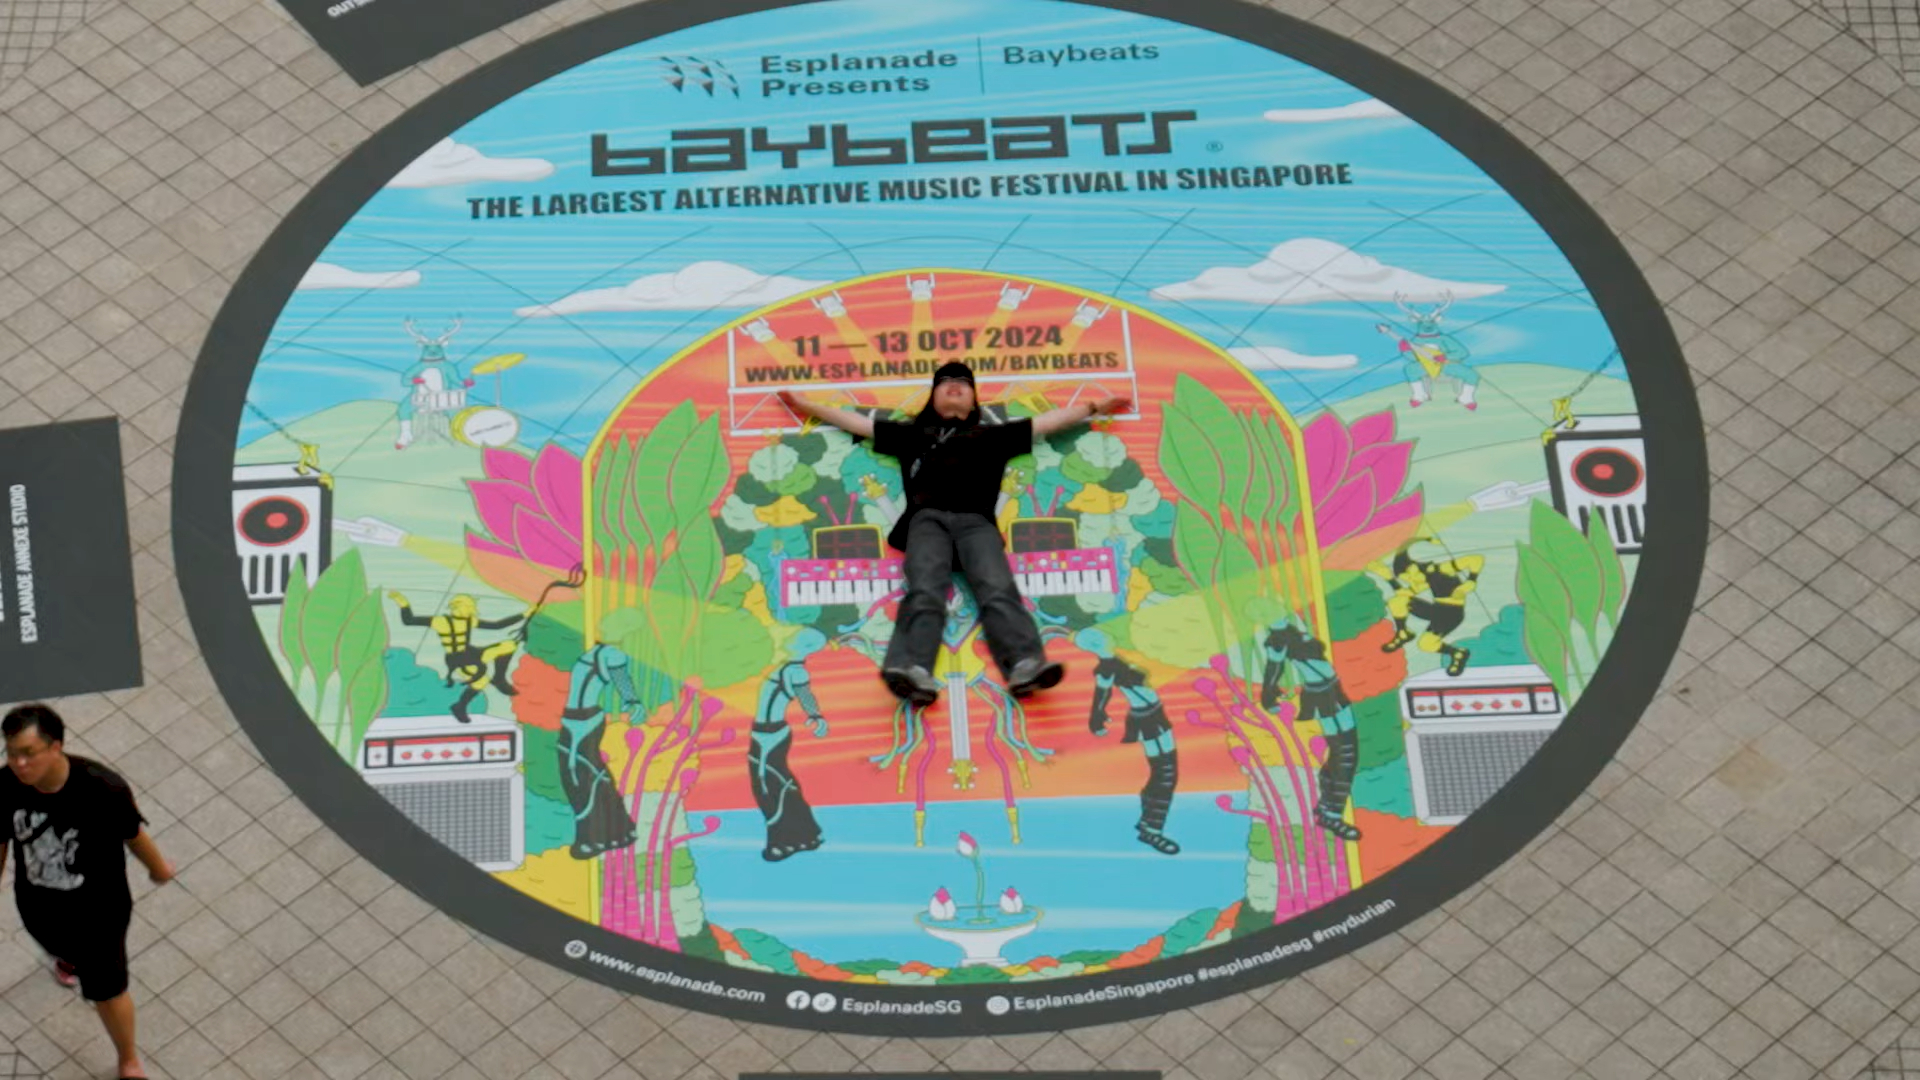 Esplanade
Presents
Baybeats
baybeats ®
THE LARGEST ALTERNATIVE MUSIC FESTIVAL IN SINGAPORE
11 — 13 OCT 2024
WWW.ESPLANADE.COM/BAYBEATS
ESPLANADE ANNEXE STUDIO
www.esplanade.com EsplanadeSG EsplanadeSingapore #esplanadesg #mydurian